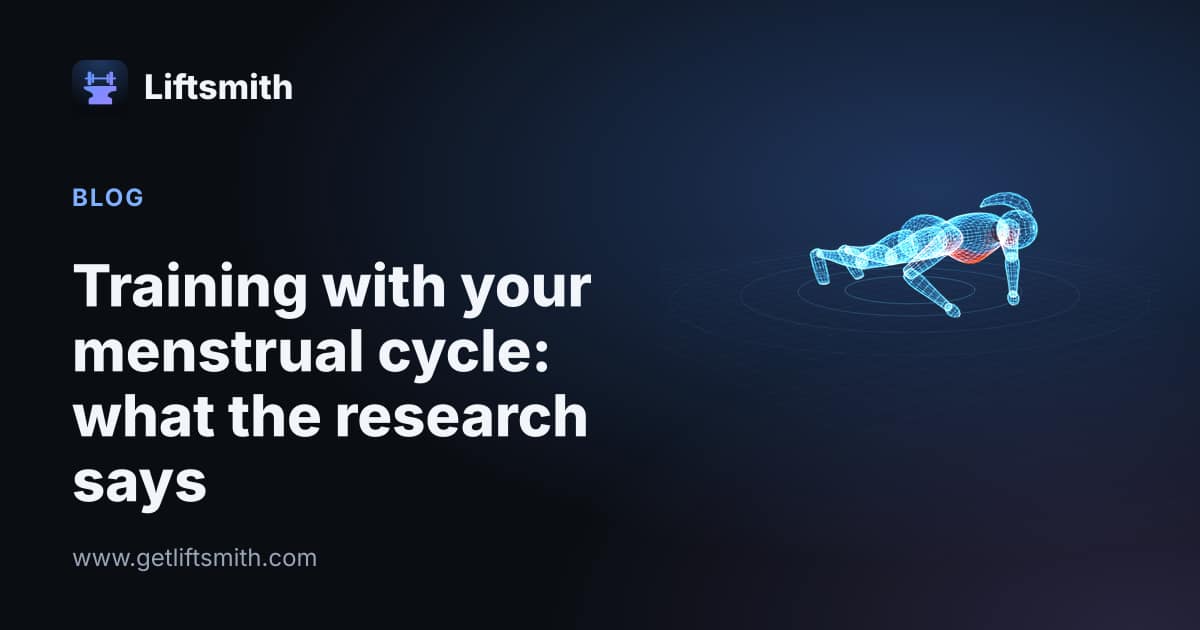 Liftsmith
BLOG
Training with your
menstrual cycle:
what the research
says
www.getliftsmith.com